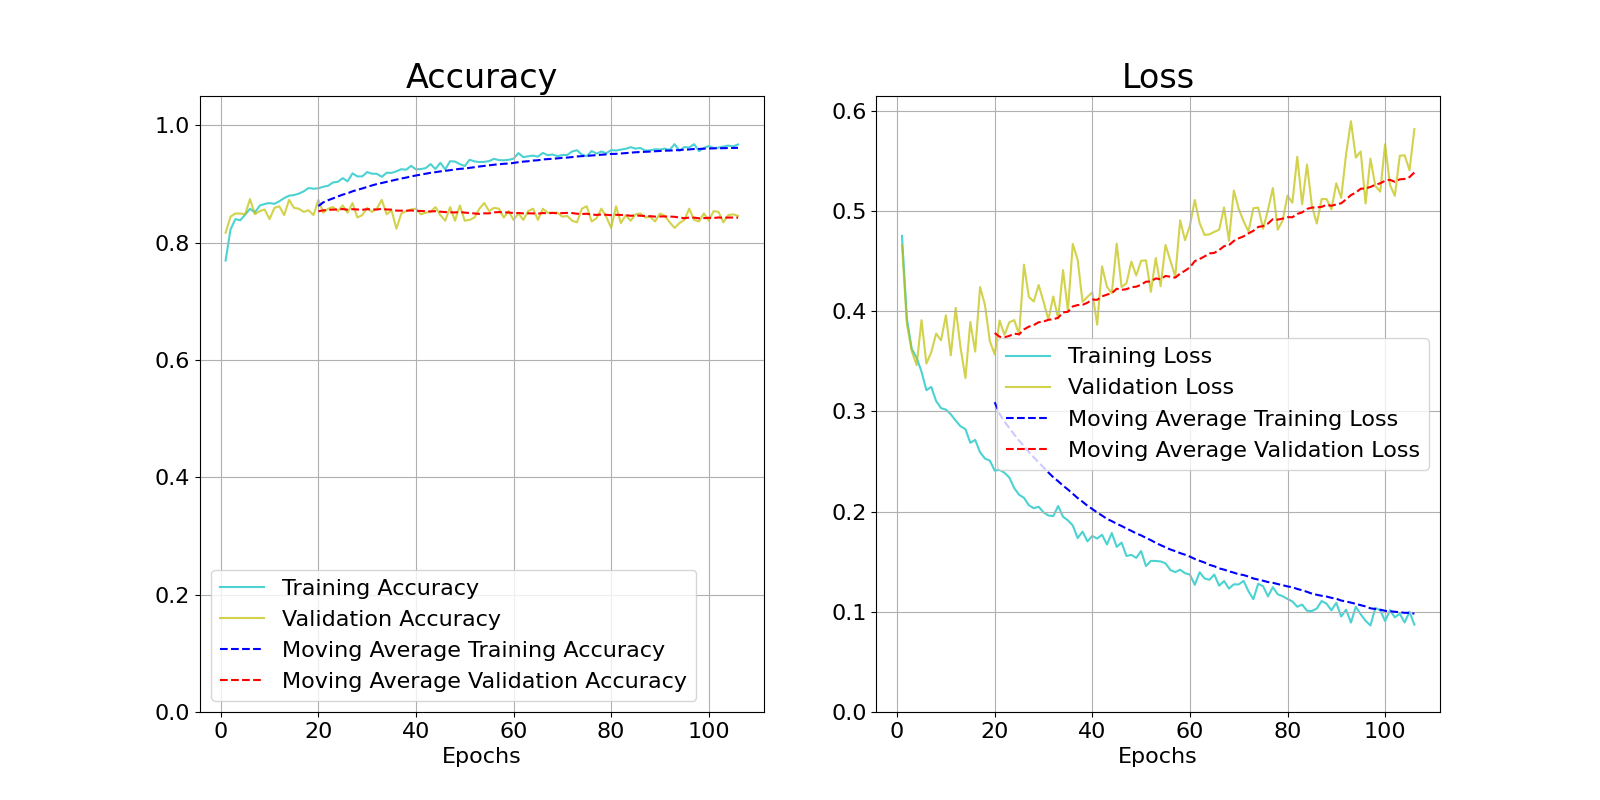 Accuracy
1.0
0.8
0.6
0.4
0.2
0.0
Training Accuracy
Validation Accuracy
Moving Average Training Accuracy
Moving Average Validation Accuracy
0 20 40 60 80 100
Epochs
Loss
0.6
0.5
0.4
0.3
0.2
0.1
0.0
Training Loss
Validation Loss
Moving Average Training Loss
Moving Average Validation Loss
0 20 40 60 80 100
Epochs